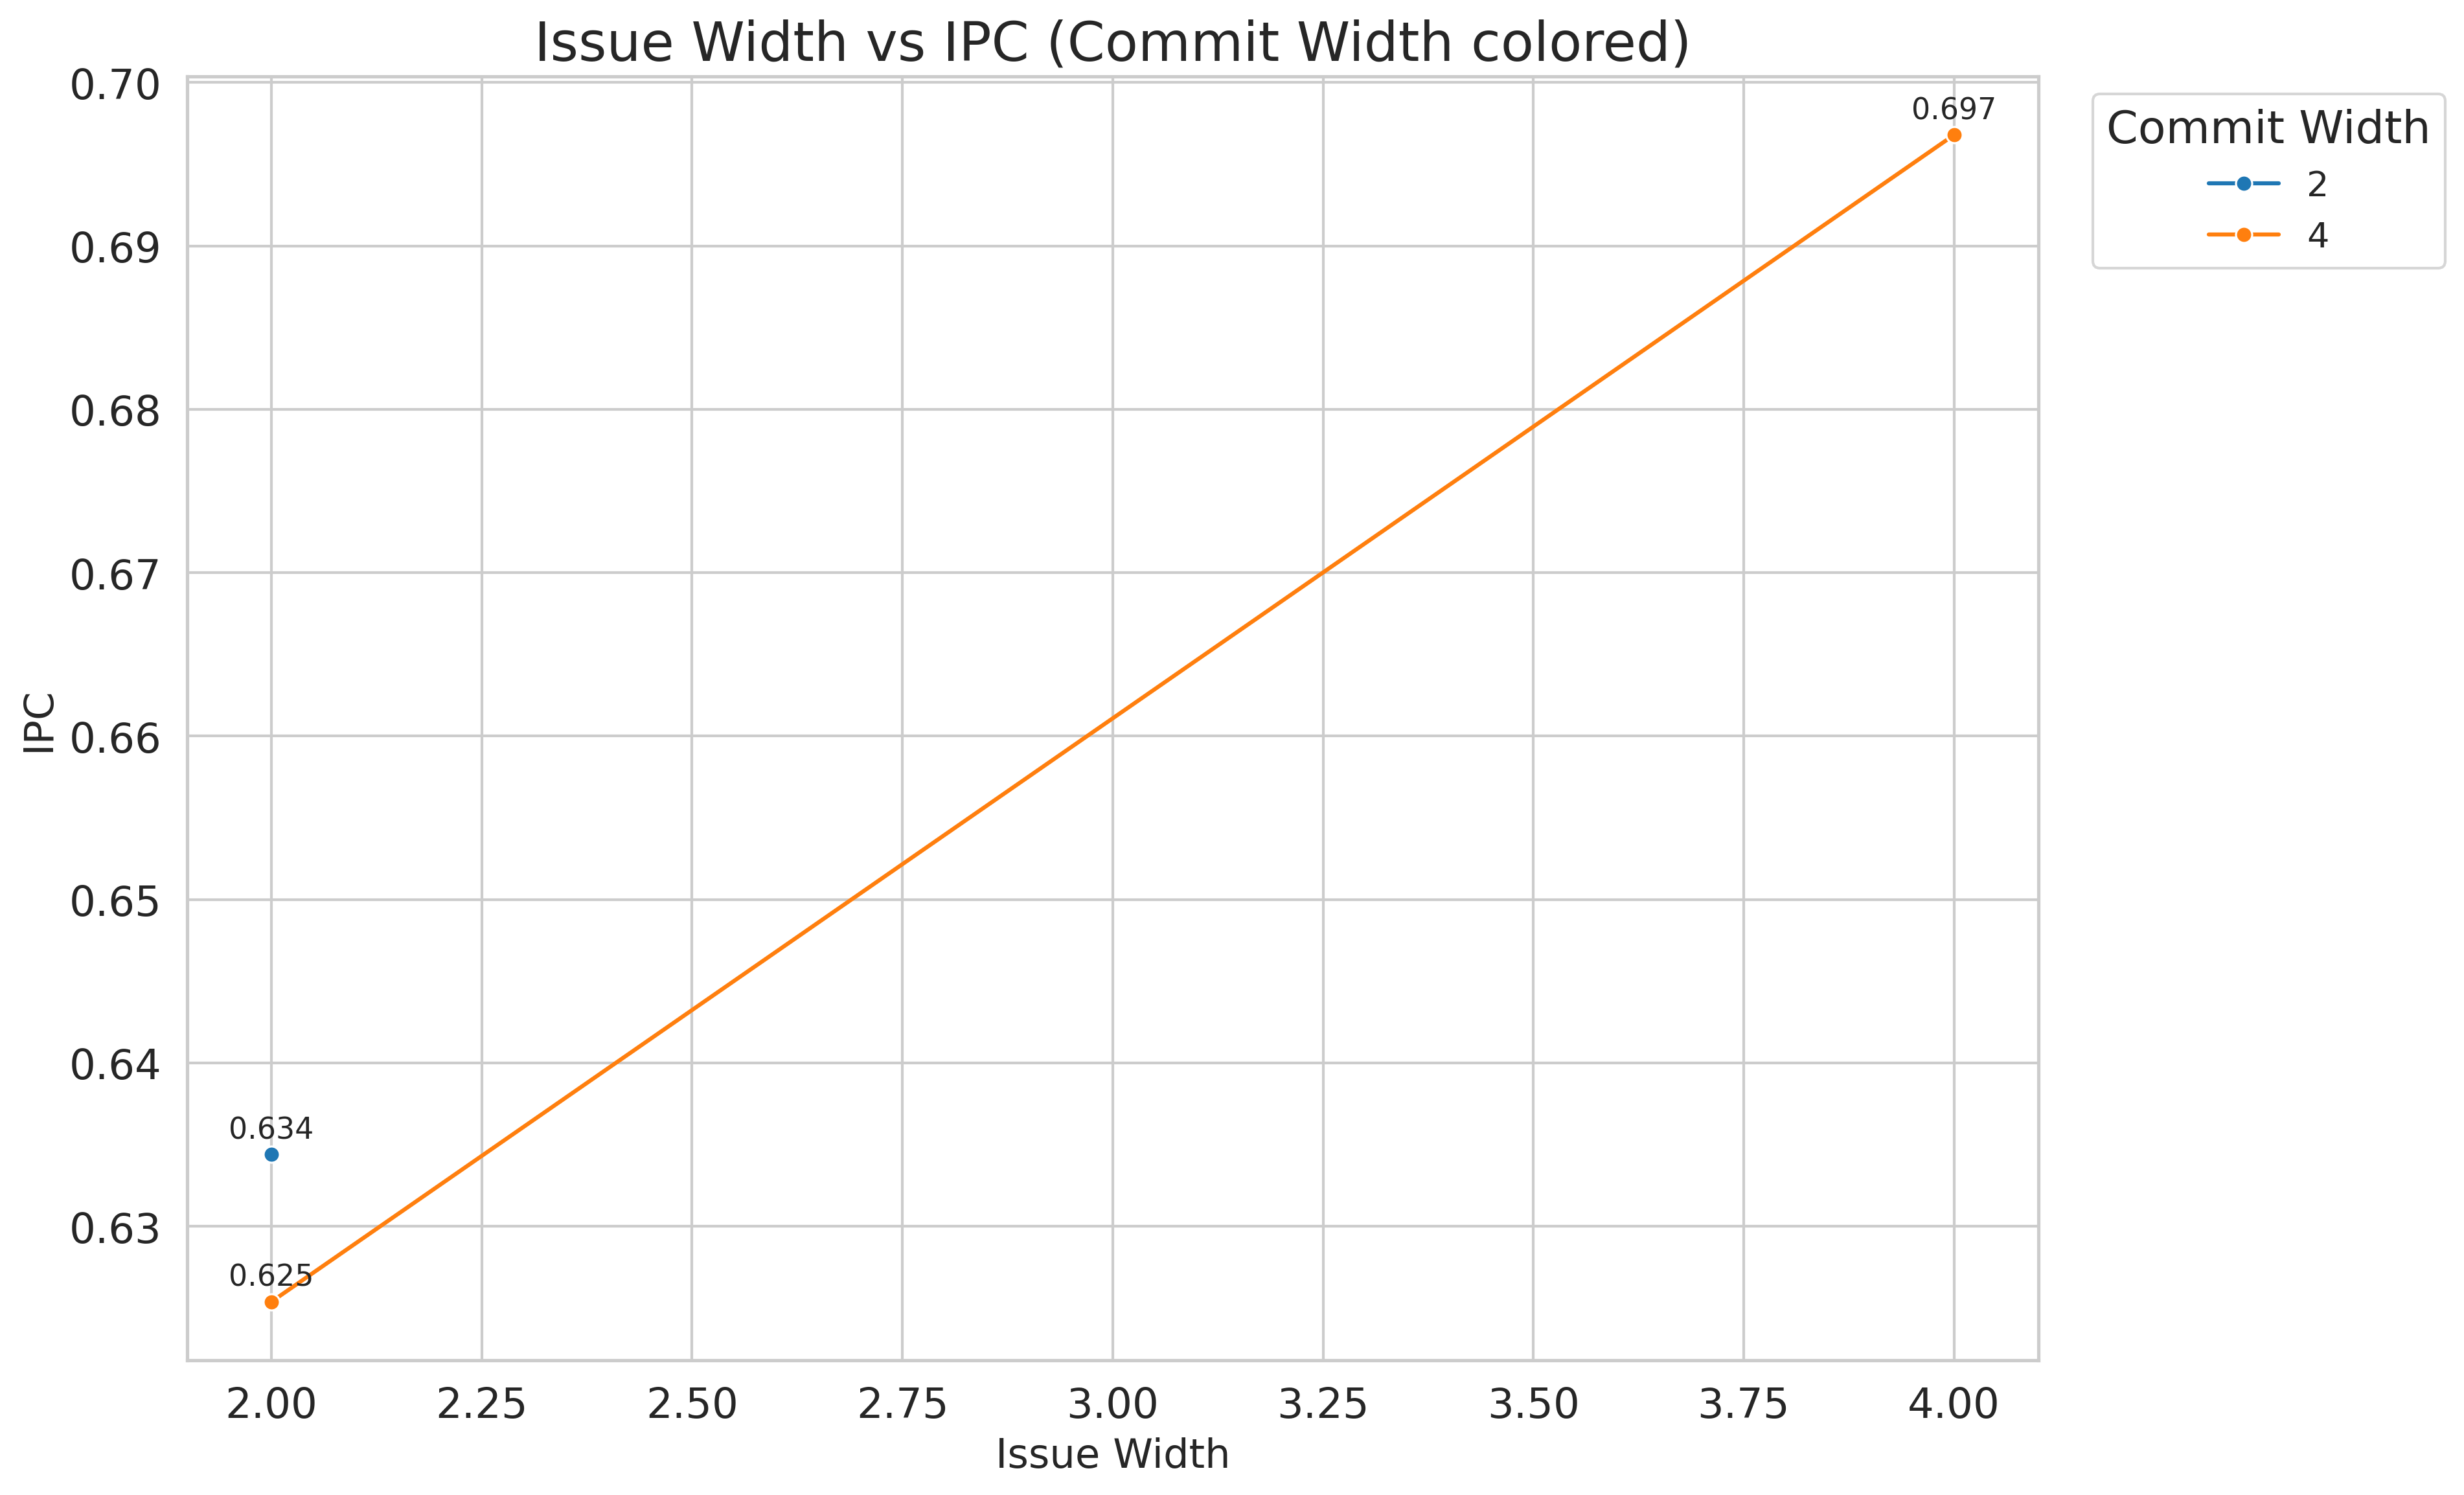 Issue Width vs IPC (Commit Width colored)
0.70
0.69
0.68
0.67
0.66
0.65
0.64
0.63
IPC
0.697
0.634
0.625
2.00 2.25 2.50 2.75 3.00 3.25 3.50 3.75 4.00
Issue Width
Commit Width
2
4